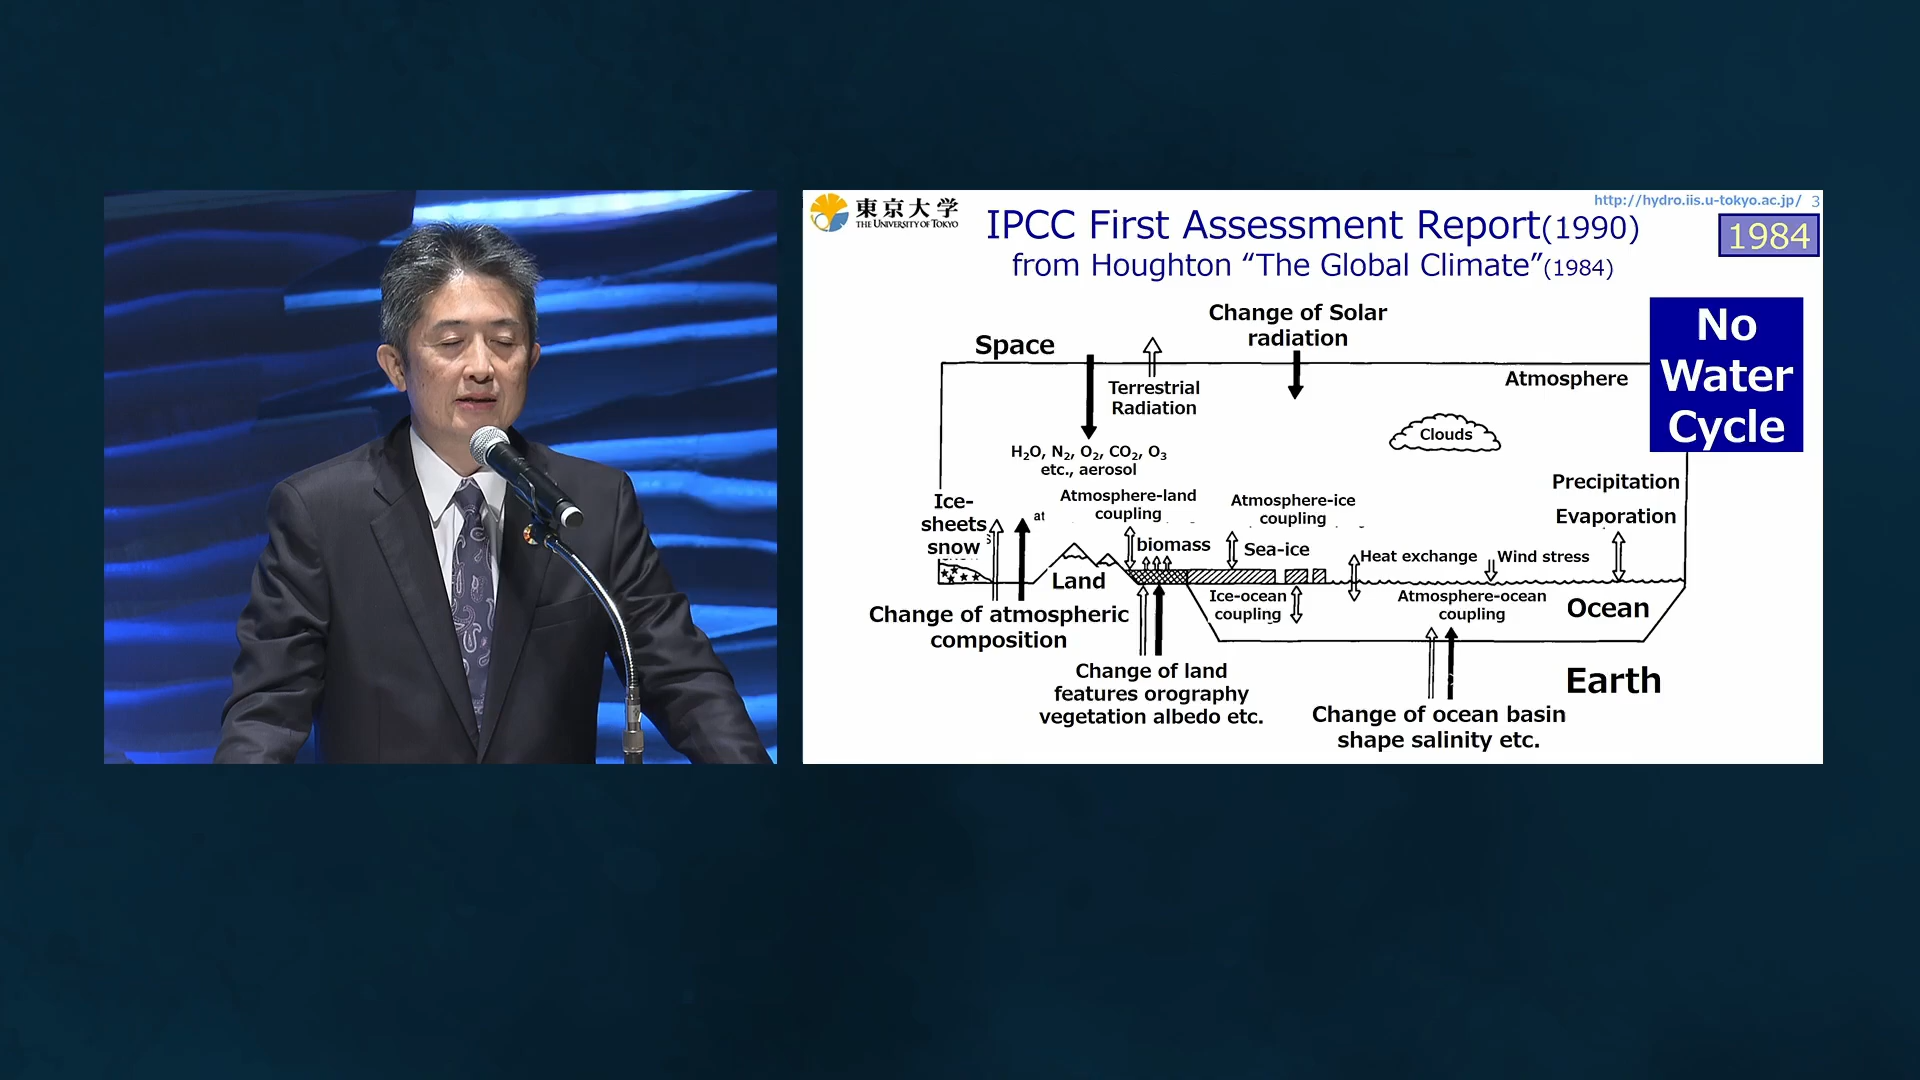 東京大学
THE UNIVERSITY OF TOKYO
http://hydro.iis.u-tokyo.ac.jp/ 3
IPCC First Assessment Report(1990)
1984
from Houghton “The Global Climate”(1984)
No
Water
Cycle
Change of Solar
radiation
Space
Atmosphere
Terrestrial
Radiation
Clouds
H₂O, N₂, O₂, CO₂, O₃
etc., aerosol
Precipitation
Evaporation
Atmosphere-land
coupling
Atmosphere-ice
coupling
Ice-
sheets
snow
at
biomass
Sea-ice
Heat exchange
Wind stress
Land
Ice-ocean
coupling
Atmosphere-ocean
coupling
Ocean
Change of atmospheric
composition
Change of land
features orography
vegetation albedo etc.
Earth
Change of ocean basin
shape salinity etc.